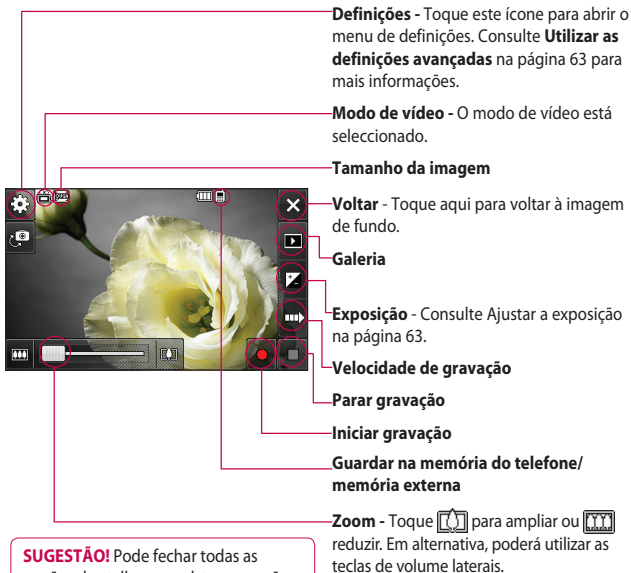 Definições - Toque este ícone para abrir o
menu de definições. Consulte Utilizar as
definições avançadas na página 63 para
mais informações.
Modo de vídeo - O modo de vídeo está
seleccionado.
Tamanho da imagem
Voltar - Toque aqui para voltar à imagem
de fundo.
Galeria
Exposição - Consulte Ajustar a exposição
na página 63.
Velocidade de gravação
Parar gravação
Iniciar gravação
Guardar na memória do telefone/
memória externa
Zoom - Toque para ampliar ou
reduzir. Em alternativa, poderá utilizar as
teclas de volume laterais.
SUGESTÃO! Pode fechar todas as